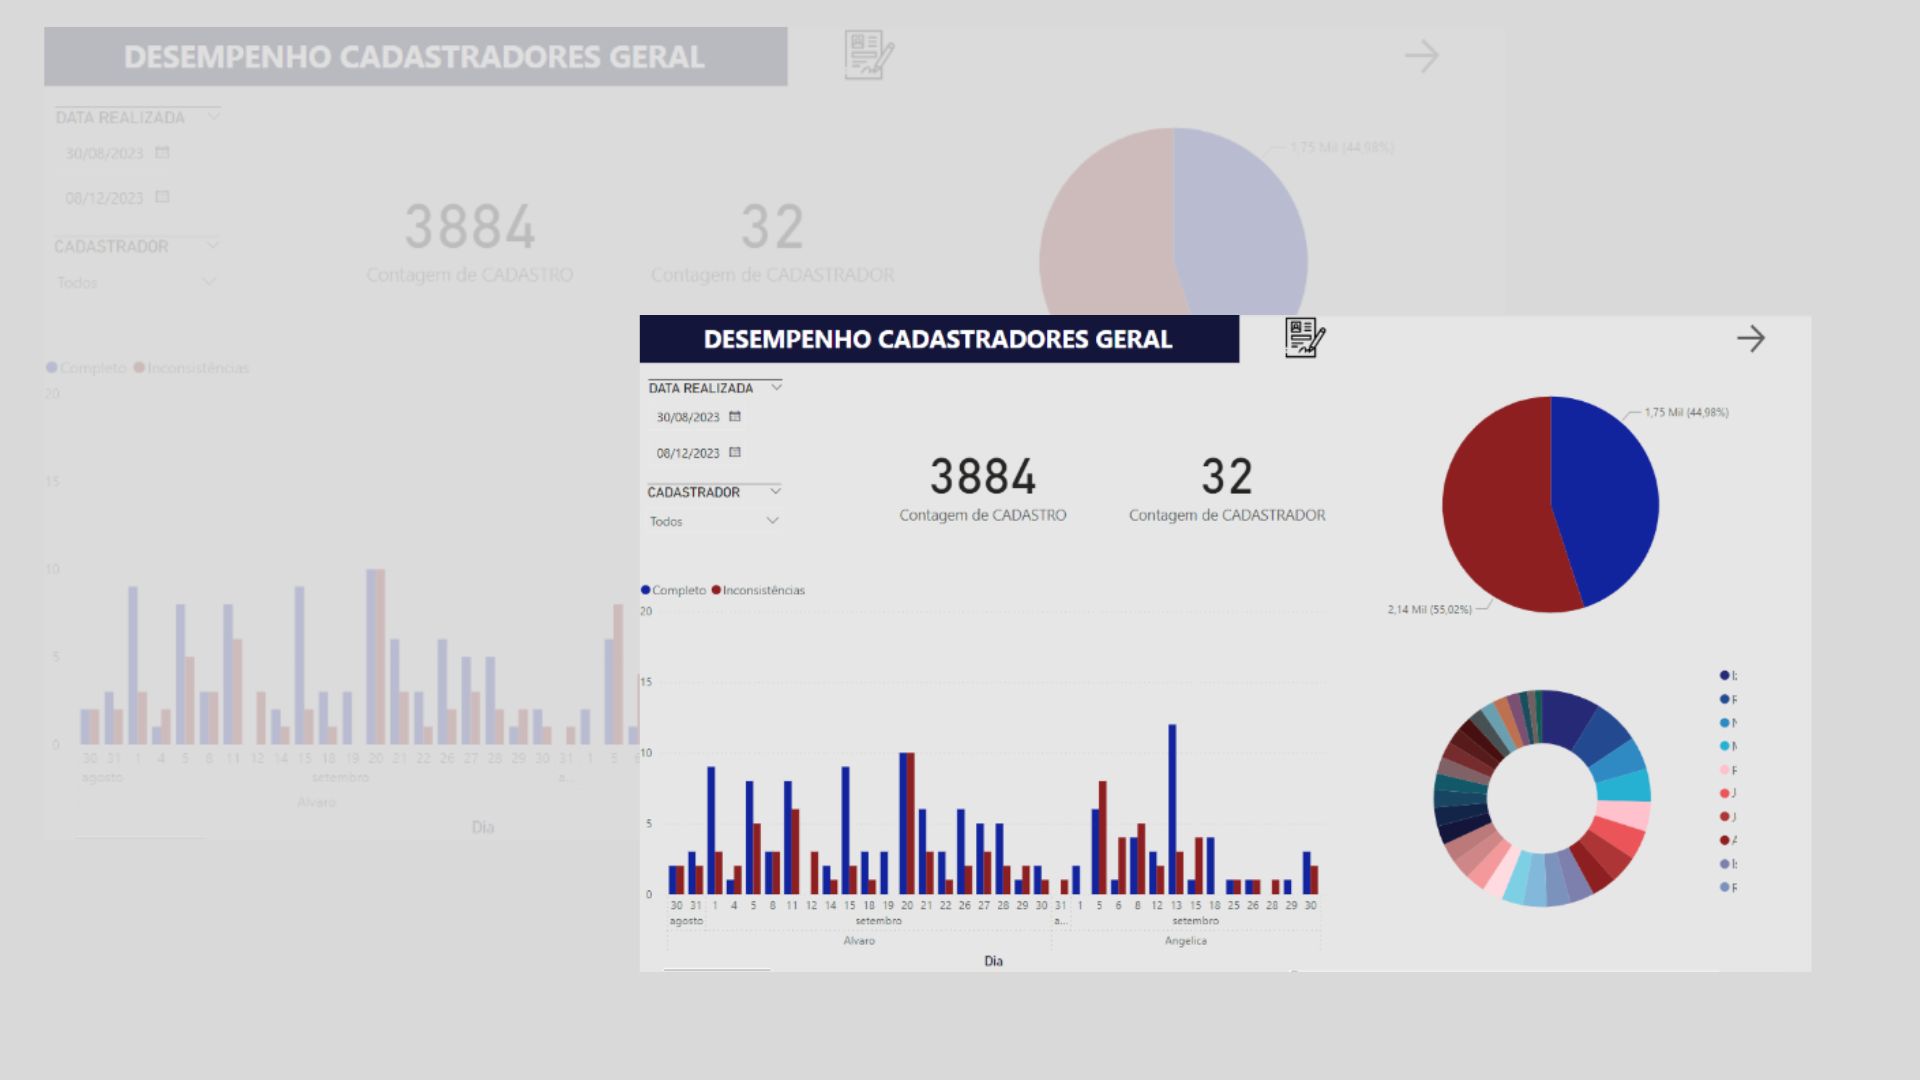 DESEMPENHO CADASTRADORES GERAL
DATA REALIZADA
30/08/2023
08/12/2023
CADASTRADOR
Todos
3884
Contagem de CADASTRO
32
Contagem de CADASTRADOR
1,75 Mil (44,98%)
Completo Inconsistências
20
15
10
5
0
30 31 1 4 5 8 11 12 14 15 18 19 20 21 22 26 27 28 29 30 31 1 5
agosto setembro a...
Alvaro
Dia
DESEMPENHO CADASTRADORES GERAL
DATA REALIZADA
30/08/2023
08/12/2023
CADASTRADOR
Todos
3884
Contagem de CADASTRO
32
Contagem de CADASTRADOR
1,75 Mil (44,98%)
2,14 Mil (55,02%)
Completo Inconsistências
20
15
10
5
0
30 31 1 4 5 8 11 12 14 15 18 19 20 21 22 26 27 28 29 30 31 1 5 6 8 12 13 15 18 25 26 28 29 30
agosto setembro a... setembro
Alvaro Angelica
Dia